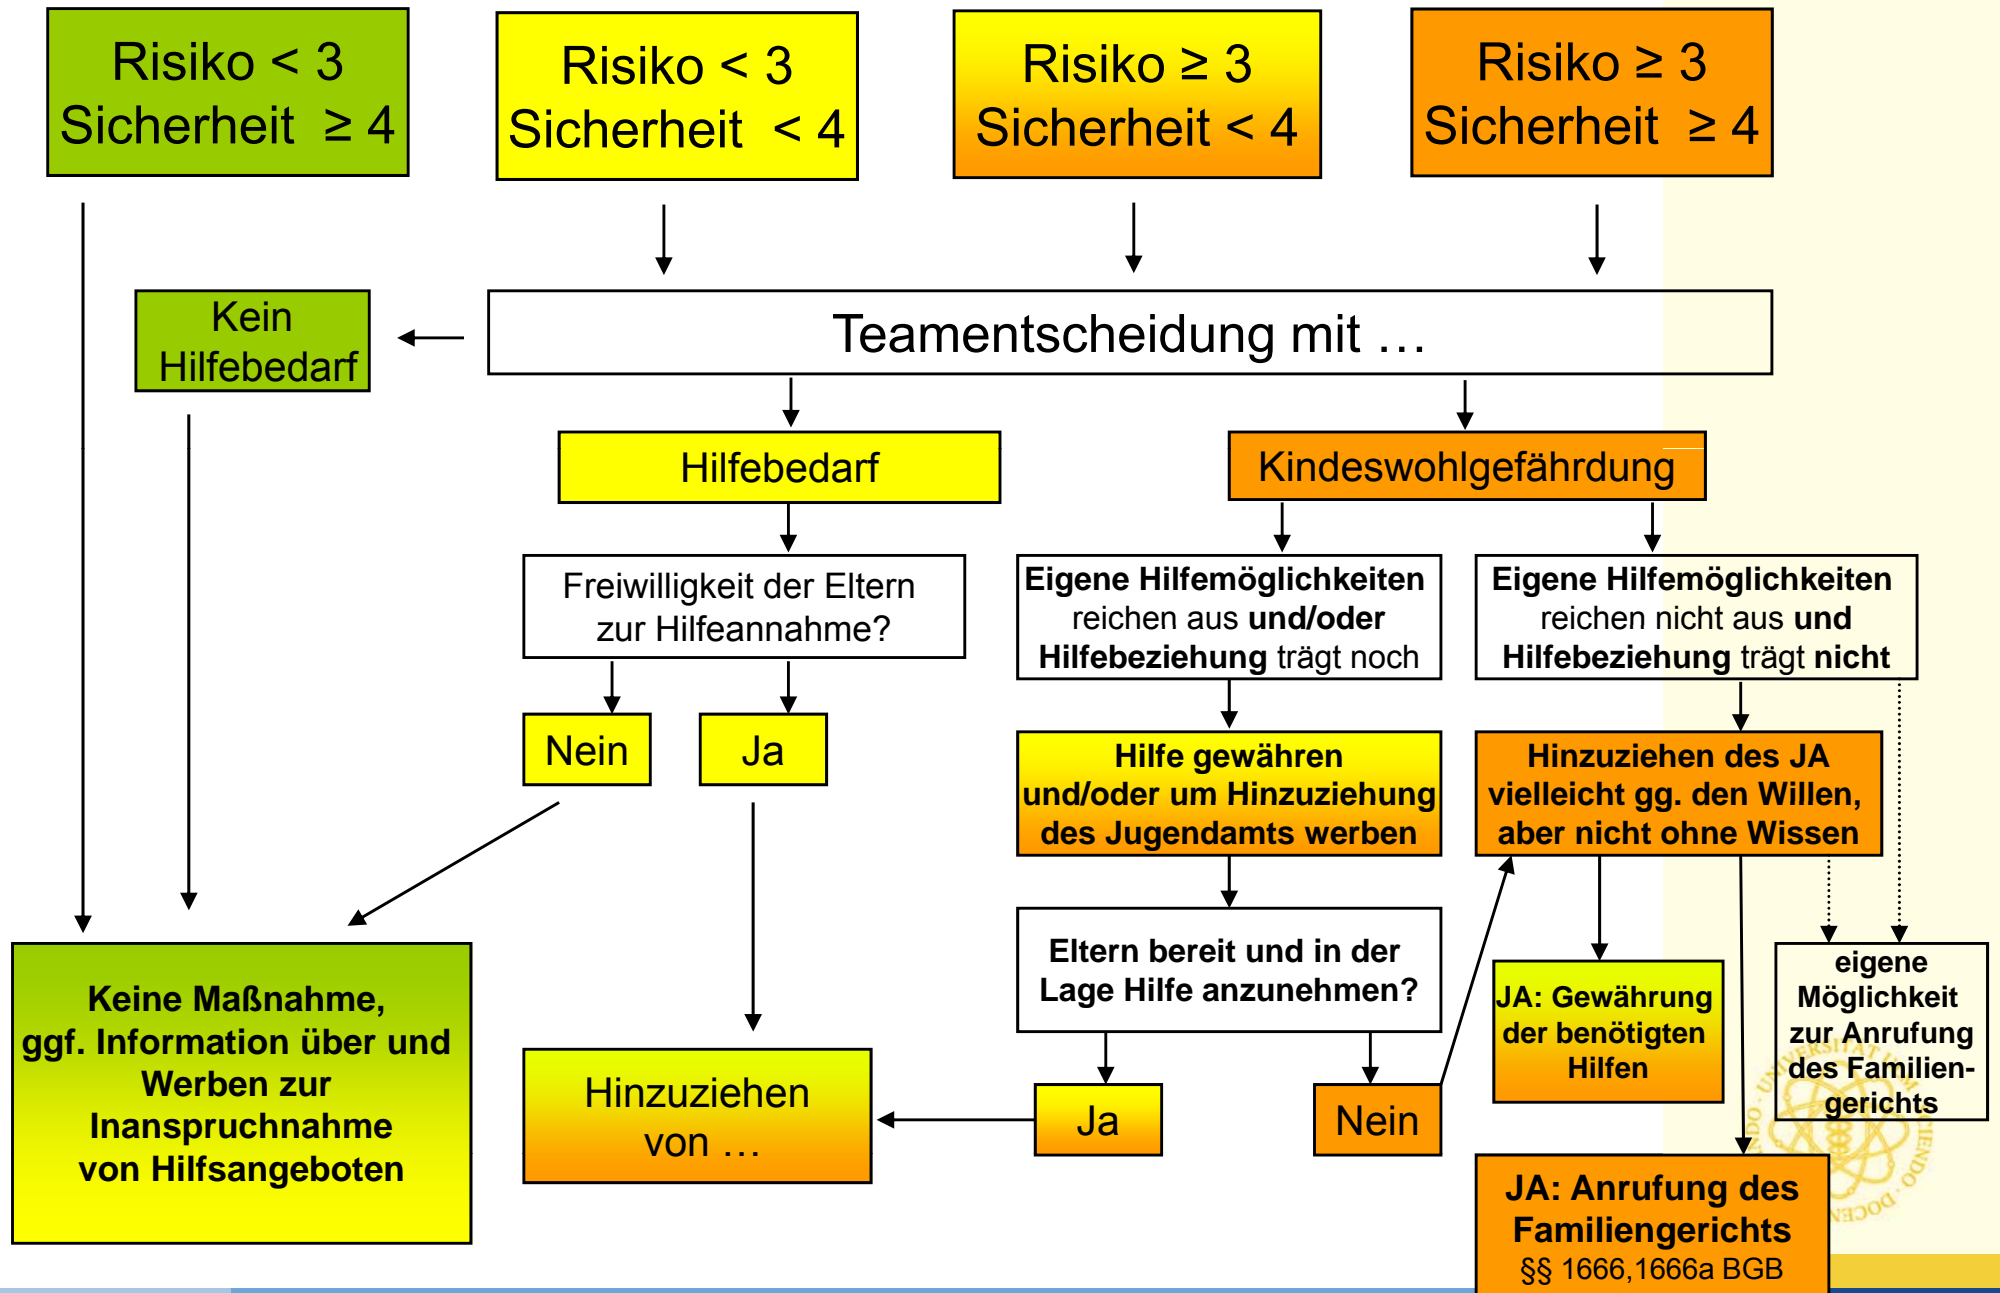 Risiko < 3
Sicherheit ≥ 4
Risiko < 3
Sicherheit < 4
Risiko ≥ 3
Sicherheit < 4
Risiko ≥ 3
Sicherheit ≥ 4
Kein
Hilfebedarf
Teamentscheidung mit …
Hilfebedarf
Kindeswohlgefährdung
Freiwilligkeit der Eltern
zur Hilfeannahme?
Eigene Hilfemöglichkeiten
reichen aus und/oder
Hilfebeziehung trägt noch
Eigene Hilfemöglichkeiten
reichen nicht aus und
Hilfebeziehung trägt nicht
Nein
Ja
Hilfe gewähren
und/oder um Hinzuziehung
des Jugendamts werben
Hinzuziehen des JA
vielleicht gg. den Willen,
aber nicht ohne Wissen
Keine Maßnahme,
ggf. Information über und
Werben zur
Inanspruchnahme
von Hilfsangeboten
Hinzuziehen
von …
Eltern bereit und in der
Lage Hilfe anzunehmen?
Ja
Nein
JA: Gewährung
der benötigten
Hilfen
eigene
Möglichkeit
zur Anrufung
des Familien-
gerichts
JA: Anrufung des
Familiengerichts
§§ 1666,1666a BGB